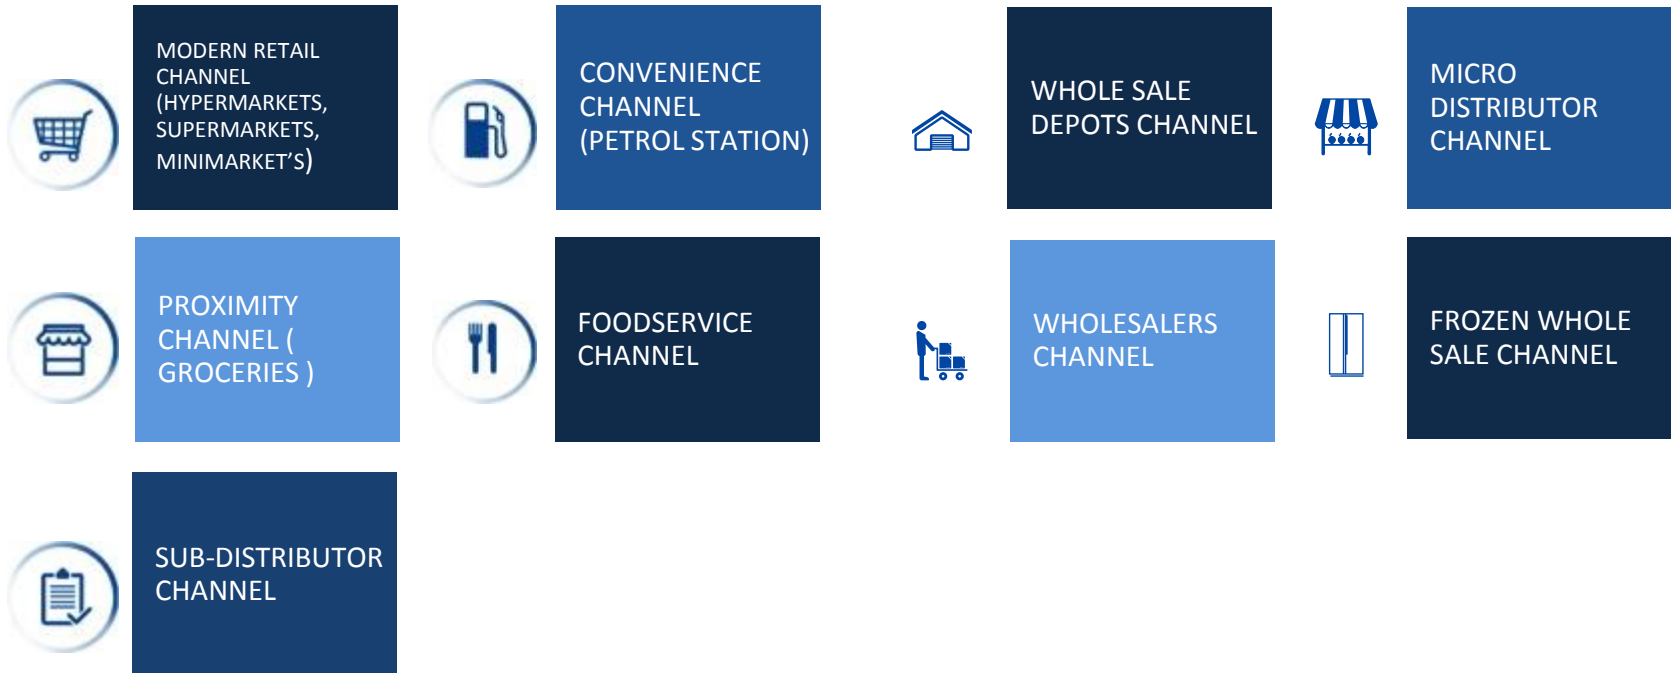 MODERN RETAIL
CHANNEL
(HYPERMARKETS,
SUPERMARKETS,
MINIMARKET’S)
CONVENIENCE
CHANNEL
(PETROL STATION)
WHOLE SALE
DEPOTS CHANNEL
MICRO
DISTRIBUTOR
CHANNEL
PROXIMITY
CHANNEL (
GROCERIES )
FOODSERVICE
CHANNEL
WHOLESALERS
CHANNEL
FROZEN WHOLE
SALE CHANNEL
SUB-DISTRIBUTOR
CHANNEL